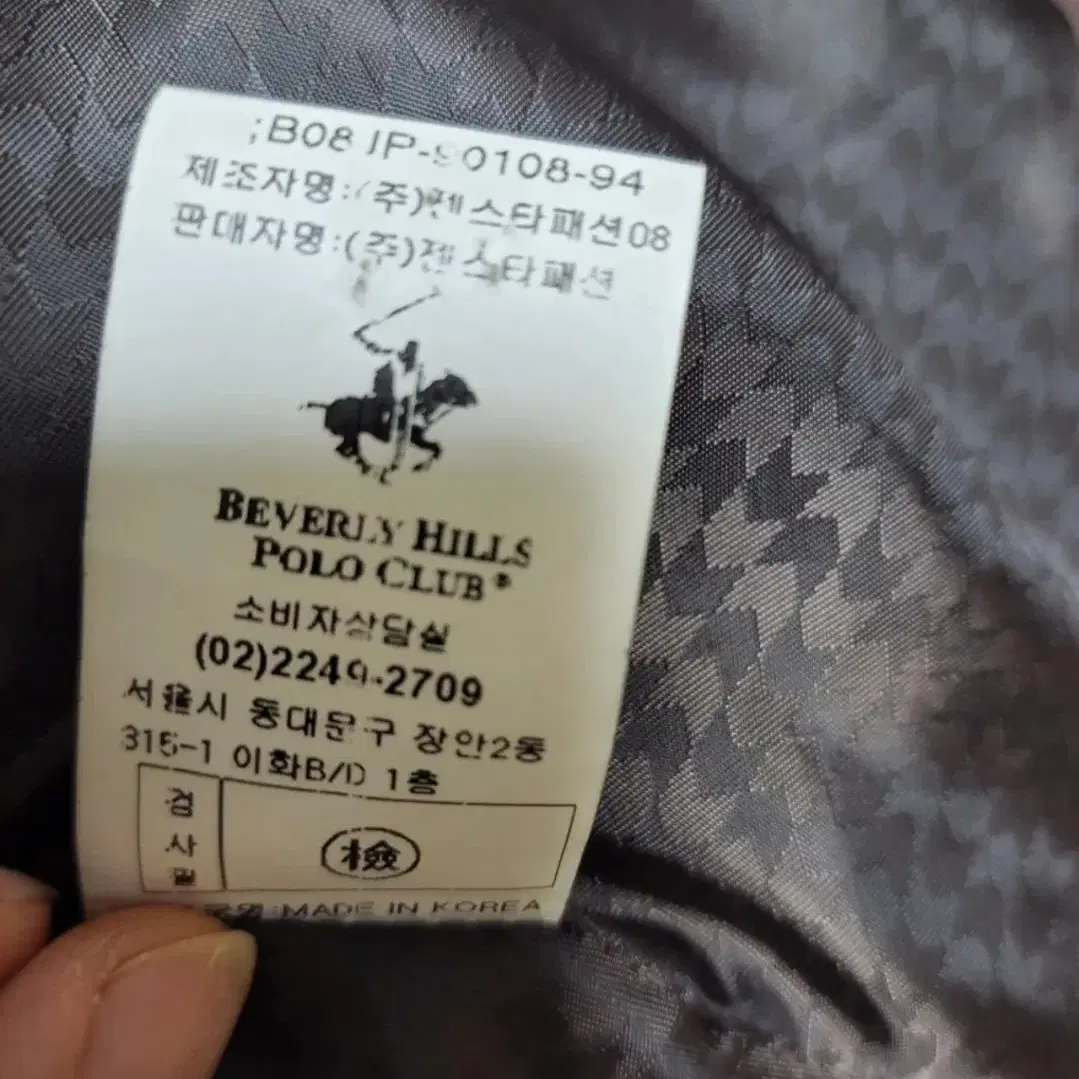 제조자명:(주)젠스타패션08
판매자명:(주)젠스타패션
BEVERLY HILLS
POLO CLUB®
소비자상담실
(02)2249-2709
서울시 동대문구 장안2동
315-1 이화B/D 1층
검
사
필
檢
MADE IN KOREA